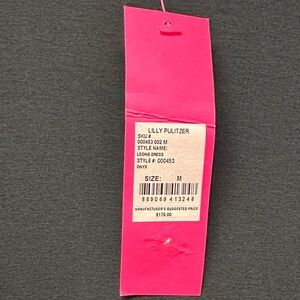 LILLY PULITZER
SKU #
000453 002 M
STYLE NAME:
LEONE DRESS
STYLE #: 000453
ONYX
SIZE: M
889069 413248
MANUFACTURER'S SUGGESTED PRICE
$178.00